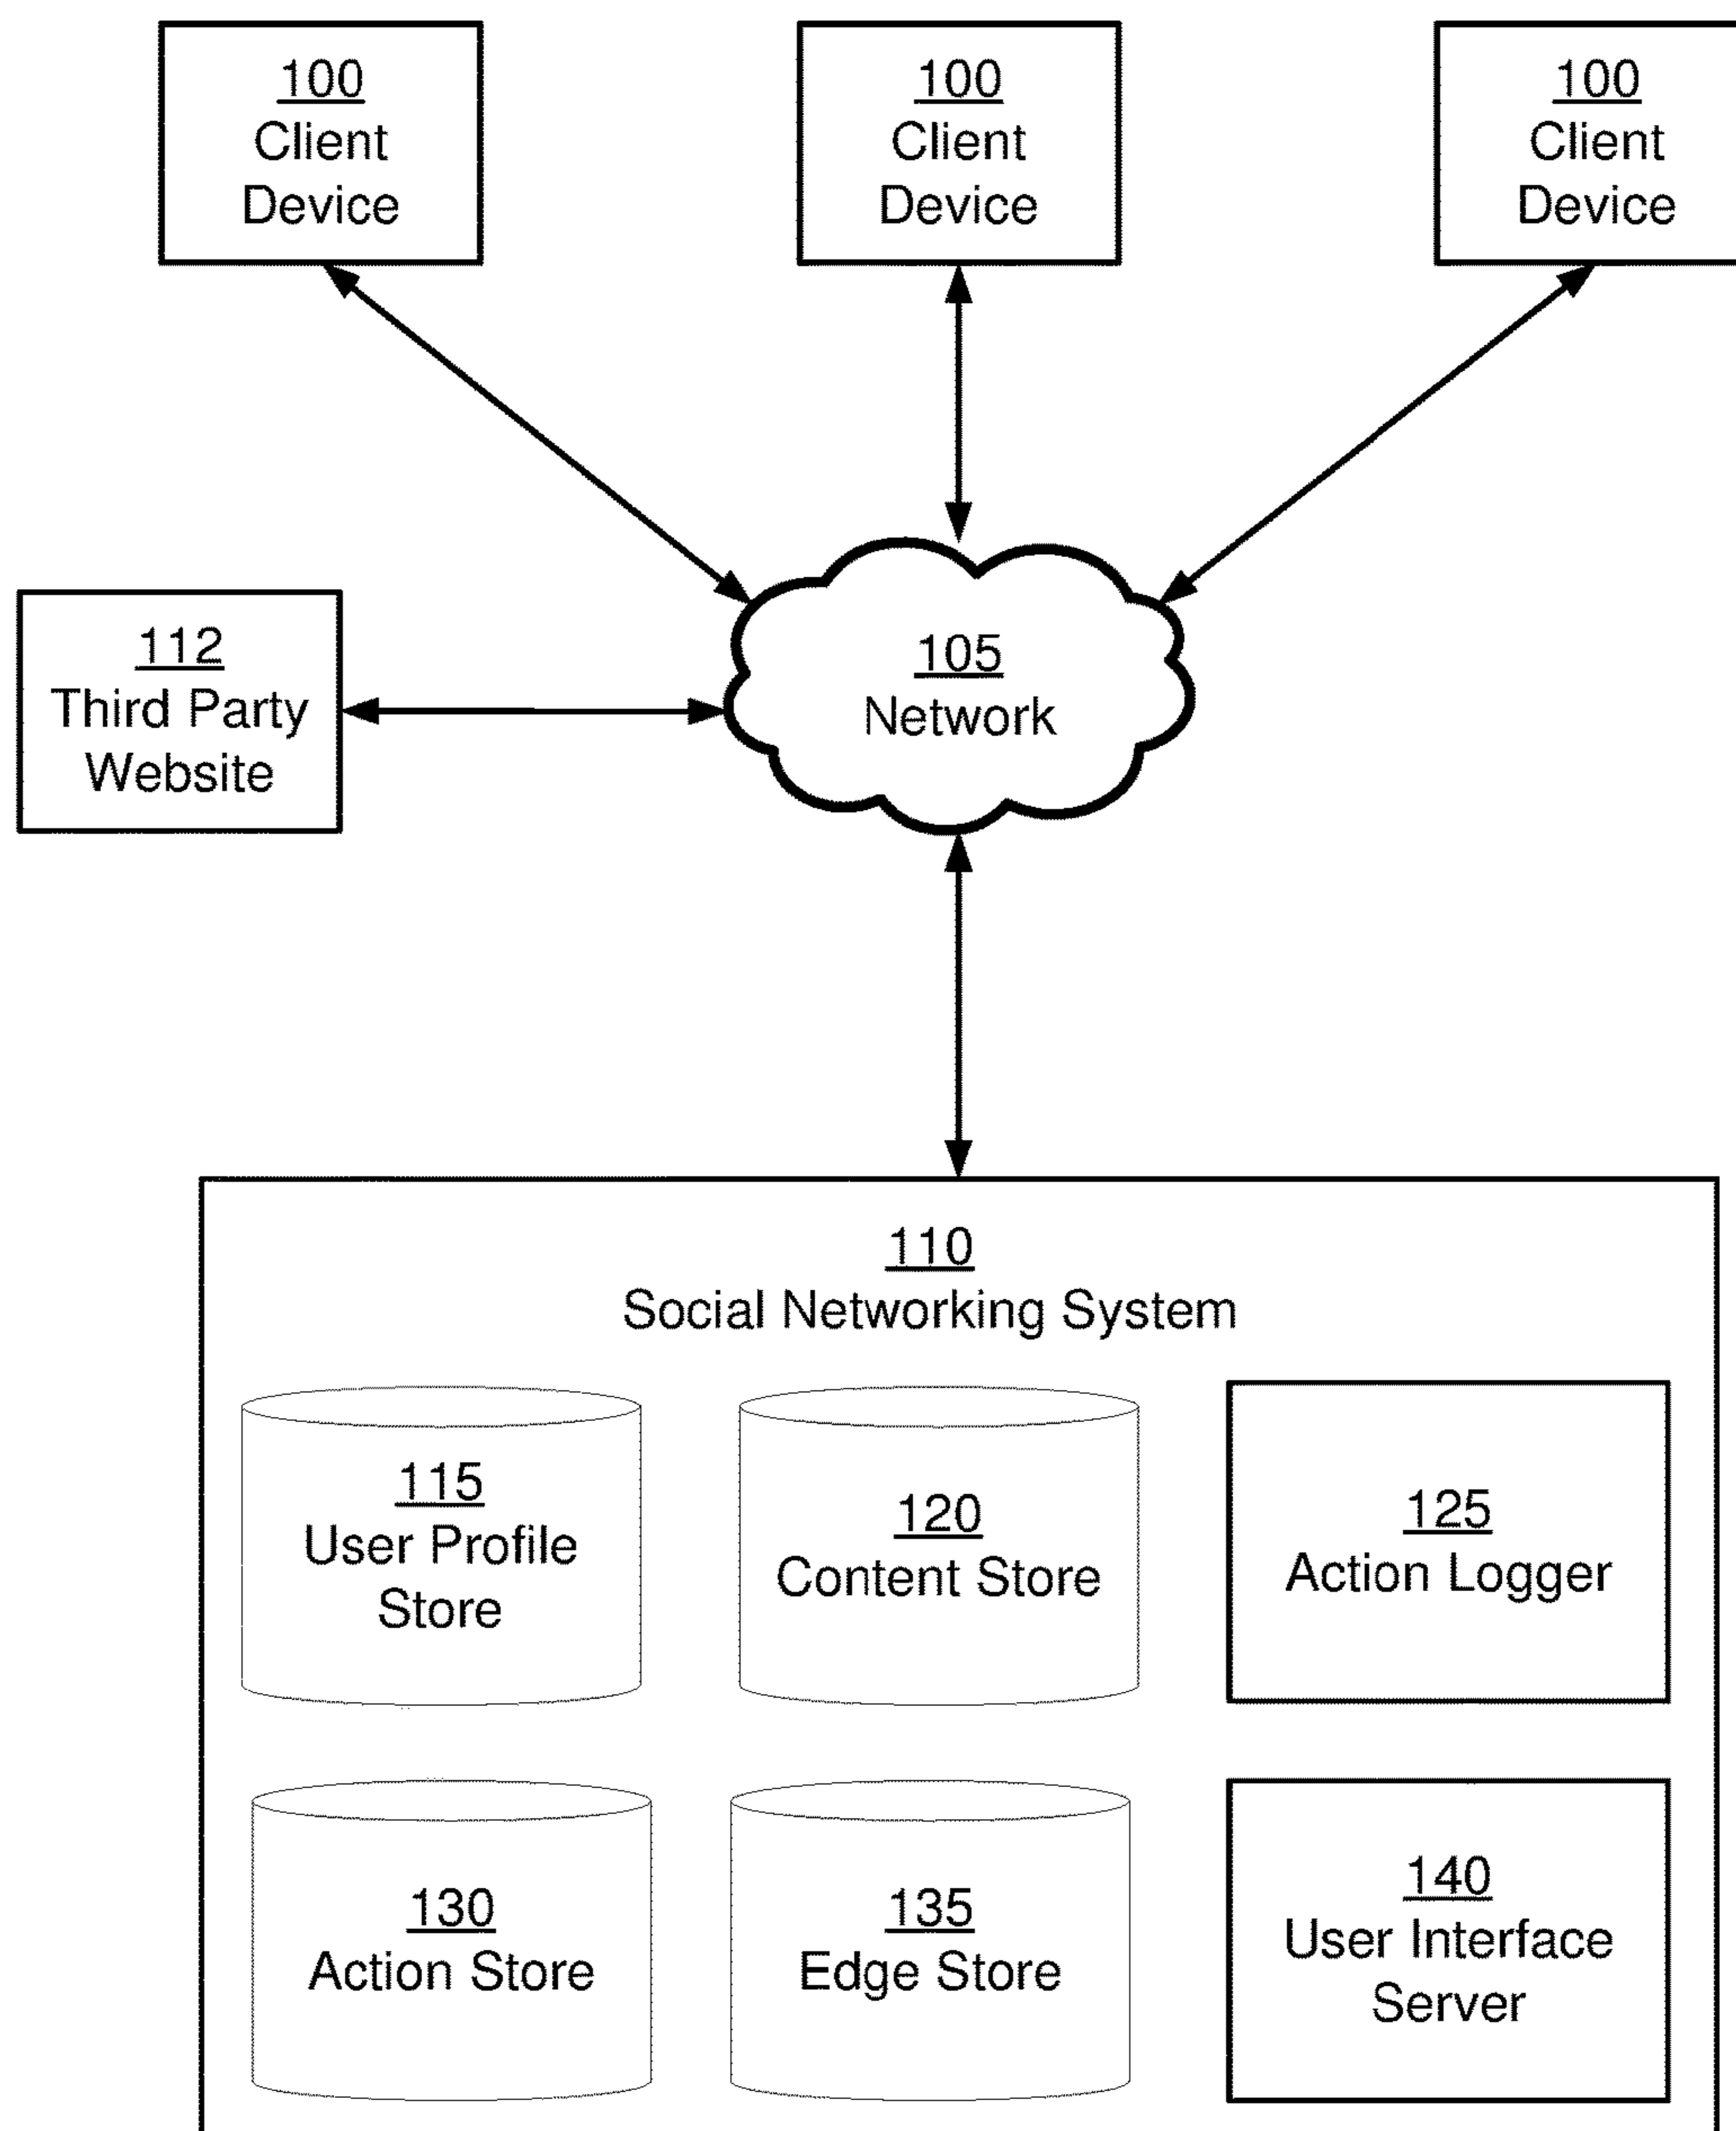 100
Client
Device
100
Client
Device
100
Client
Device
112
Third Party
Website
105
Network
110
Social Networking System
115
User Profile
Store
120
Content Store
125
Action Logger
130
Action Store
135
Edge Store
140
User Interface
Server